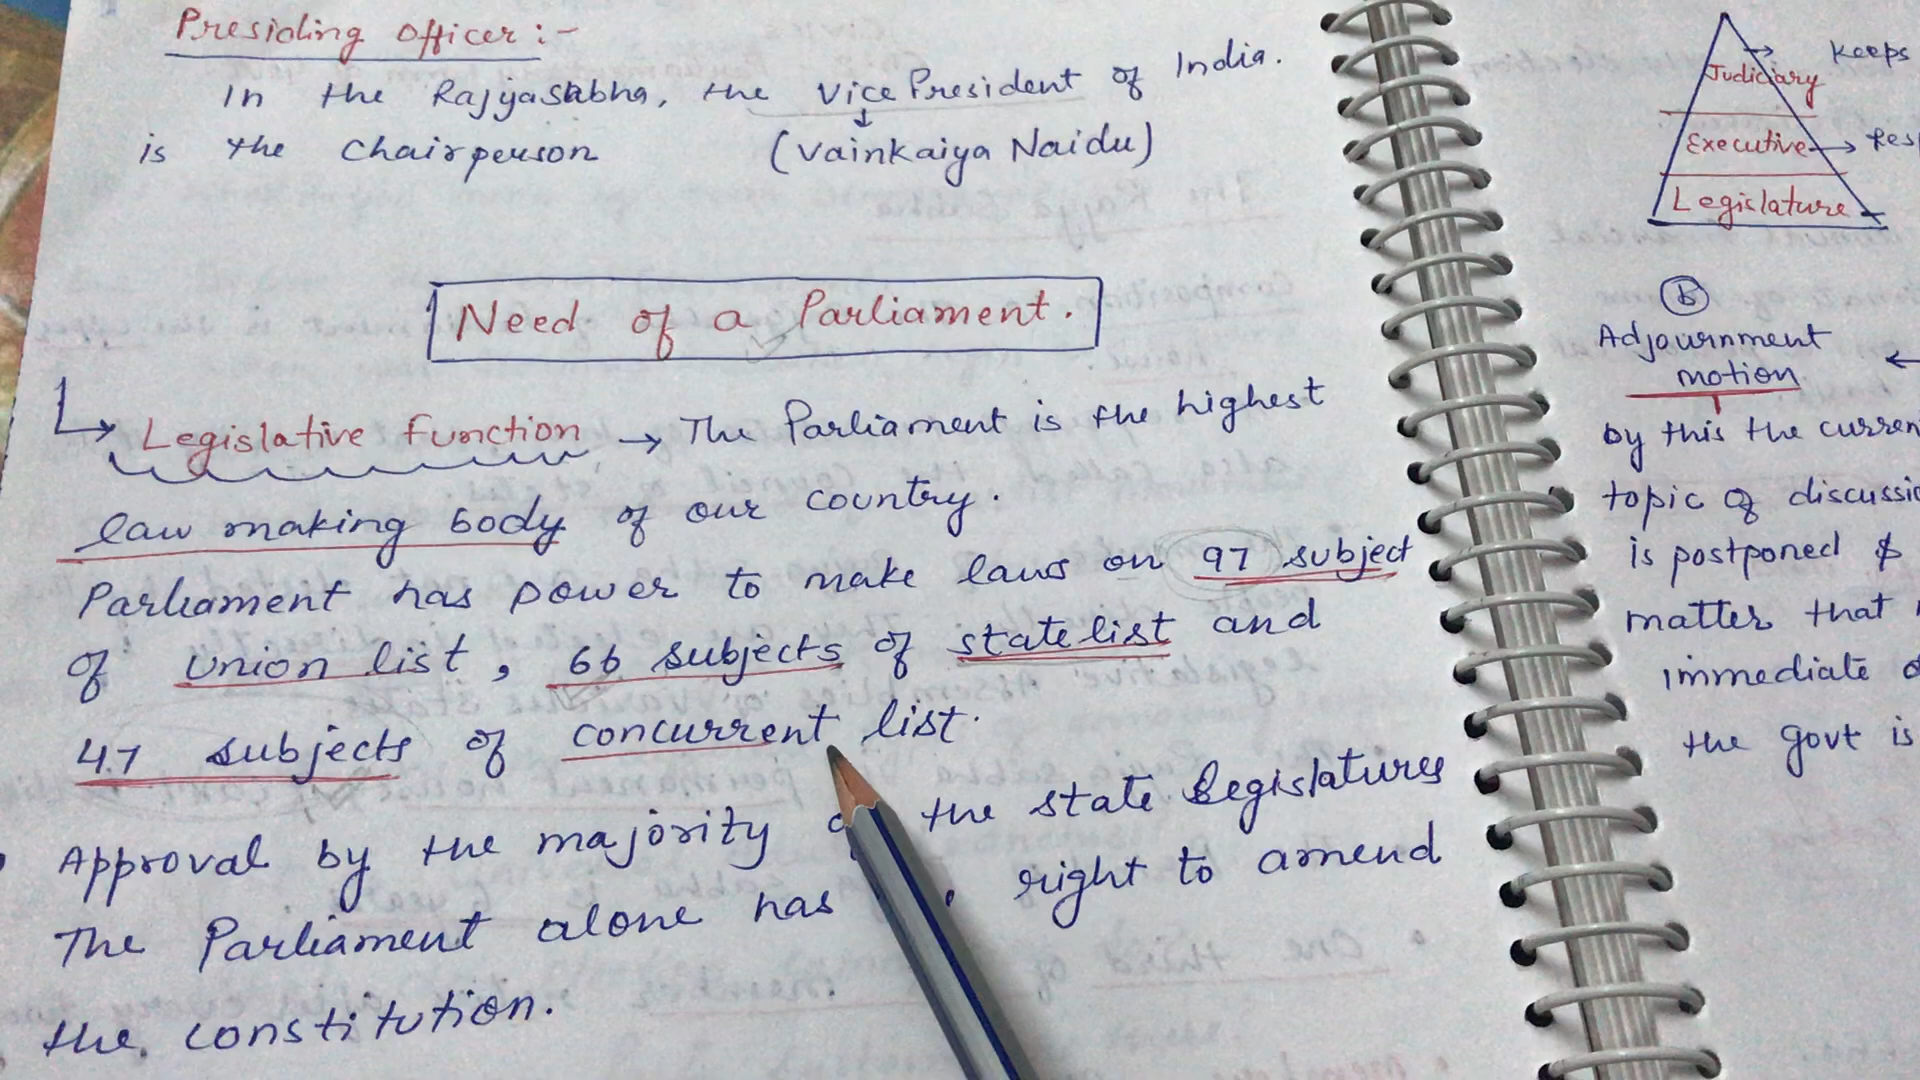 Presiding officer :-
In the Rajyasabha, the Vice President of India.
is the Chairperson (Vainkaiya Naidu)
Need of a Parliament.
Legislative function → The Parliament is the highest
law making body of our country.
Parliament has power to make laws on 97 subject
of Union list, 66 subjects of state list and
47 subjects of concurrent list.
Approval by the majority the state legislatures
The Parliament alone has right to amend
the constitution.
Judiciary → Keeps
Executive →
Legislature
B
Adjournment ←
motion
by this the
topic of
is postponed &
matter that
immediate
the govt is